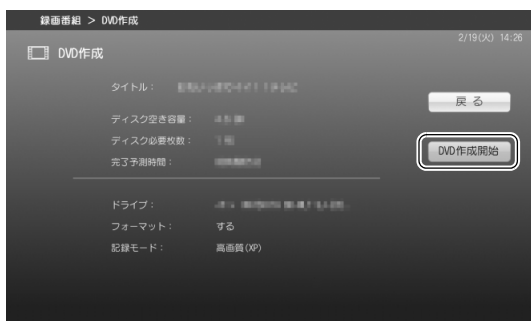 録画番組 > DVD作成
2/19(火) 14:26
DVD作成
タイトル：
戻る
ディスク空き容量：
ディスク必要枚数：
DVD作成開始
完了予測時間：
ドライブ：
フォーマット： する
記録モード： 高画質(XP)